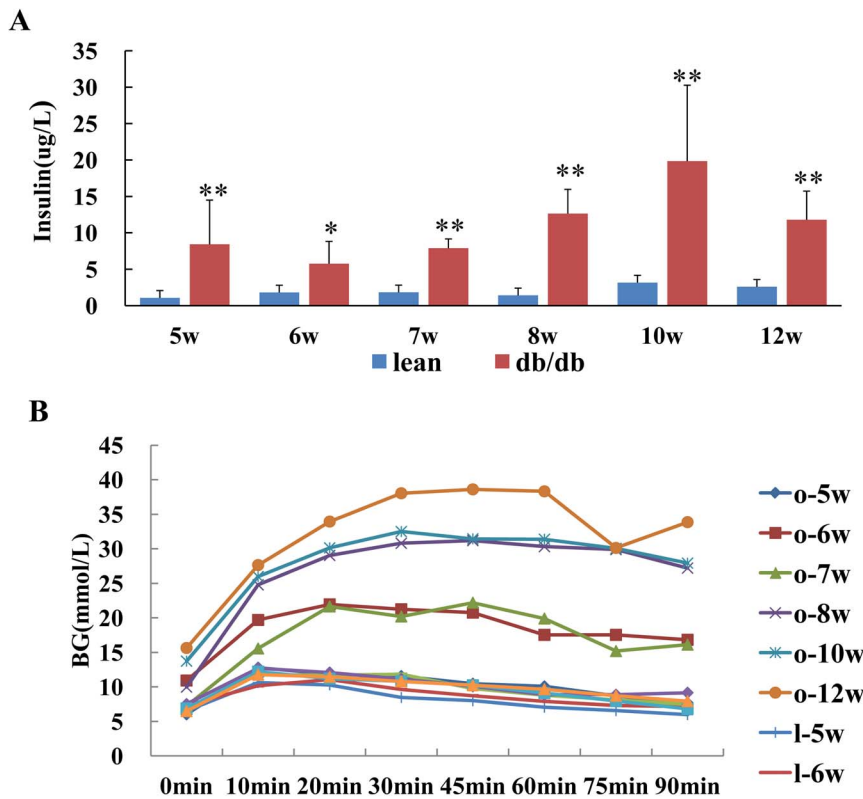 A
Insulin(ug/L)
35
30
25
20
15
10
5
0
**
*
**
**
**
**
5w 6w 7w 8w 10w 12w
lean db/db
B
BG(mmol/L)
45
40
35
30
25
20
15
10
5
0
0min 10min 20min 30min 45min 60min 75min 90min
o-5w
o-6w
o-7w
o-8w
o-10w
o-12w
l-5w
l-6w